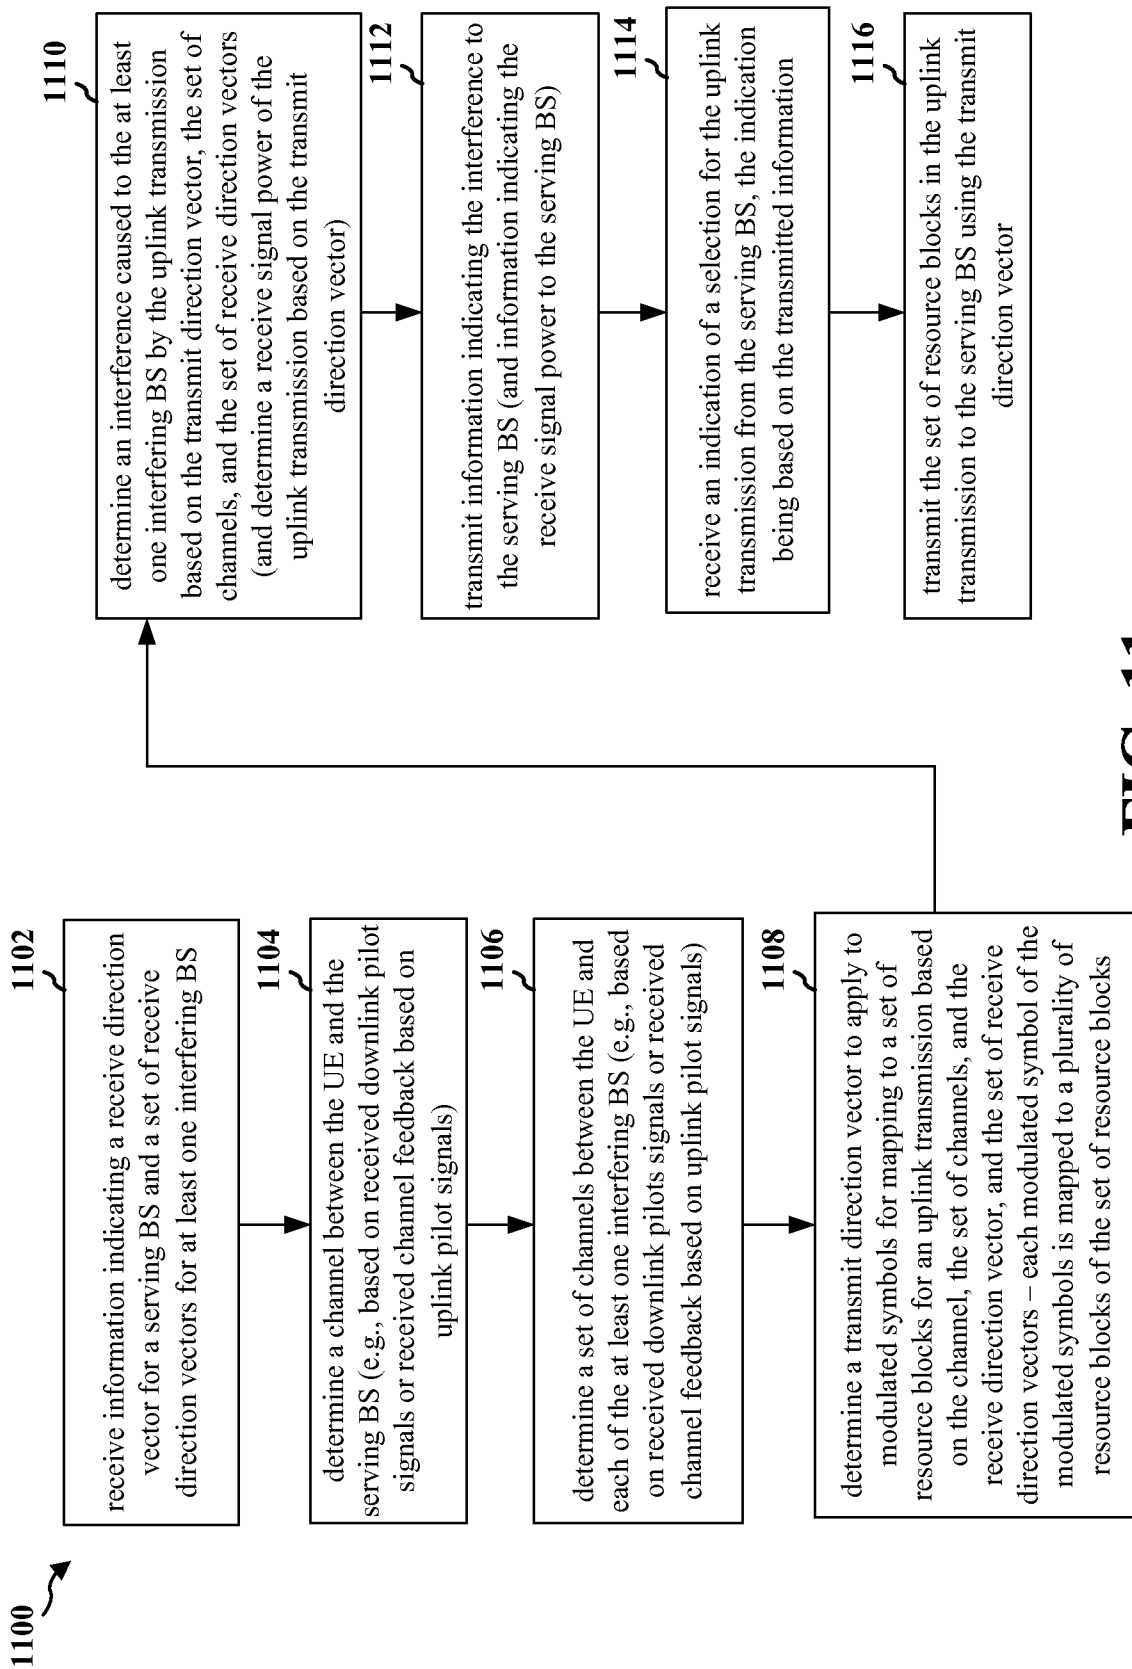 1100
1102
receive information indicating a receive direction
vector for a serving BS and a set of receive
direction vectors for at least one interfering BS
1104
determine a channel between the UE and the
serving BS (e.g., based on received downlink pilot
signals or received channel feedback based on
uplink pilot signals)
1106
determine a set of channels between the UE and
each of the at least one interfering BS (e.g., based
on received downlink pilots signals or received
channel feedback based on uplink pilot signals)
1108
determine a transmit direction vector to apply to
modulated symbols for mapping to a set of
resource blocks for an uplink transmission based
on the channel, the set of channels, and the
receive direction vector, and the set of receive
direction vectors – each modulated symbol of the
modulated symbols is mapped to a plurality of
resource blocks of the set of resource blocks
1110
determine an interference caused to the at least
one interfering BS by the uplink transmission
based on the transmit direction vector, the set of
channels, and the set of receive direction vectors
(and determine a receive signal power of the
uplink transmission based on the transmit
direction vector)
1112
transmit information indicating the interference to
the serving BS (and information indicating the
receive signal power to the serving BS)
1114
receive an indication of a selection for the uplink
transmission from the serving BS, the indication
being based on the transmitted information
1116
transmit the set of resource blocks in the uplink
transmission to the serving BS using the transmit
direction vector
FIG. 11